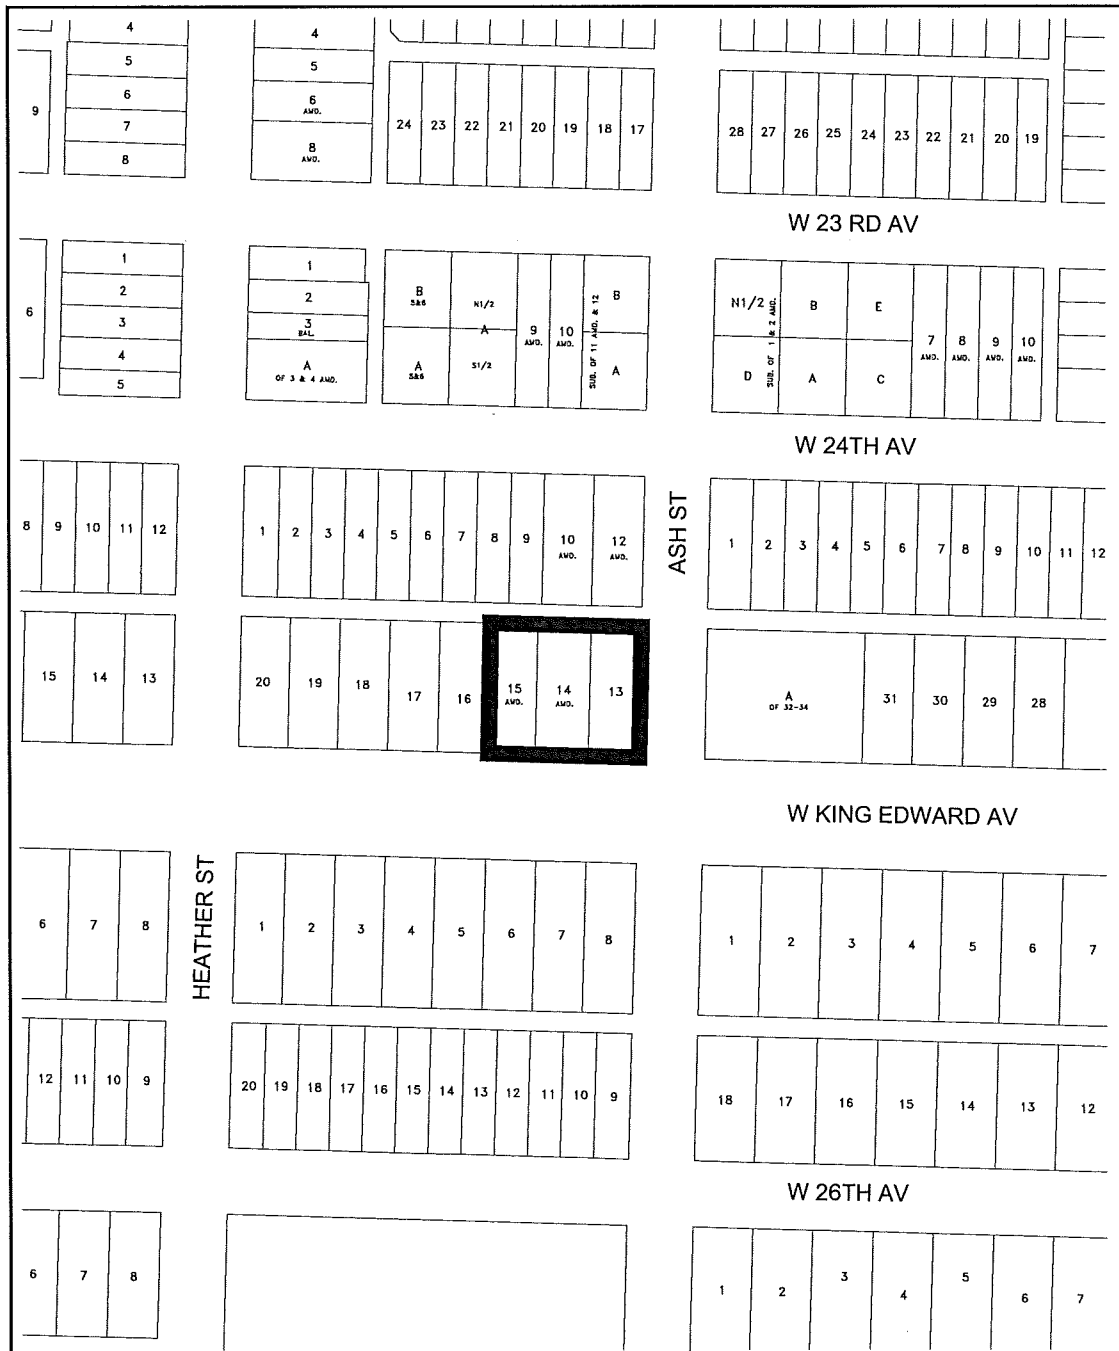 4
5
6
7
8
9
4
5
6
AMD.
8
AMD.
24 23 22 21 20 19 18 17
28 27 26 25 24 23 22 21 20 19
W 23 RD AV
6
1
2
3
4
5
1
2
3
BAL.
A
OF 3 & 4 AMD.
B
5&6
A
5&6
N1/2
A
S1/2
9
AMD.
10
AMD.
SUB. OF 11 AMD. & 12
B
A
N1/2
D
SUB. OF 1 & 2 AMD.
B
A
E
C
7
AMD.
8
AMD.
9
AMD.
10
AMD.
W 24TH AV
8 9 10 11 12
1 2 3 4 5 6 7 8 9
10
AMD.
12
AMD.
ASH ST
1 2 3 4 5 6 7 8 9 10 11 12
15 14 13
20 19 18 17 16
15
AMD.
14
AMD.
13
A
OF 32-34
31 30 29 28
W KING EDWARD AV
6 7 8
HEATHER ST
1 2 3 4 5 6 7 8
1 2 3 4 5 6 7
12 11 10 9
20 19 18 17 16 15 14 13 12 11 10 9
18 17 16 15 14 13 12
W 26TH AV
6 7 8
1 2 3 4 5 6 7